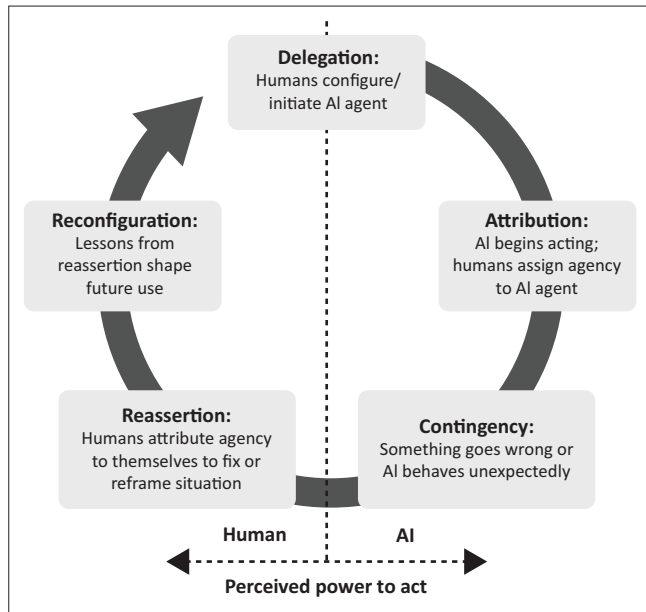 Delegation:
Humans configure/
initiate AI agent
Attribution:
AI begins acting;
humans assign agency
to AI agent
Contingency:
Something goes wrong or
AI behaves unexpectedly
Reassertion:
Humans attribute agency
to themselves to fix or
reframe situation
Reconfiguration:
Lessons from
reassertion shape
future use
Human
AI
Perceived power to act